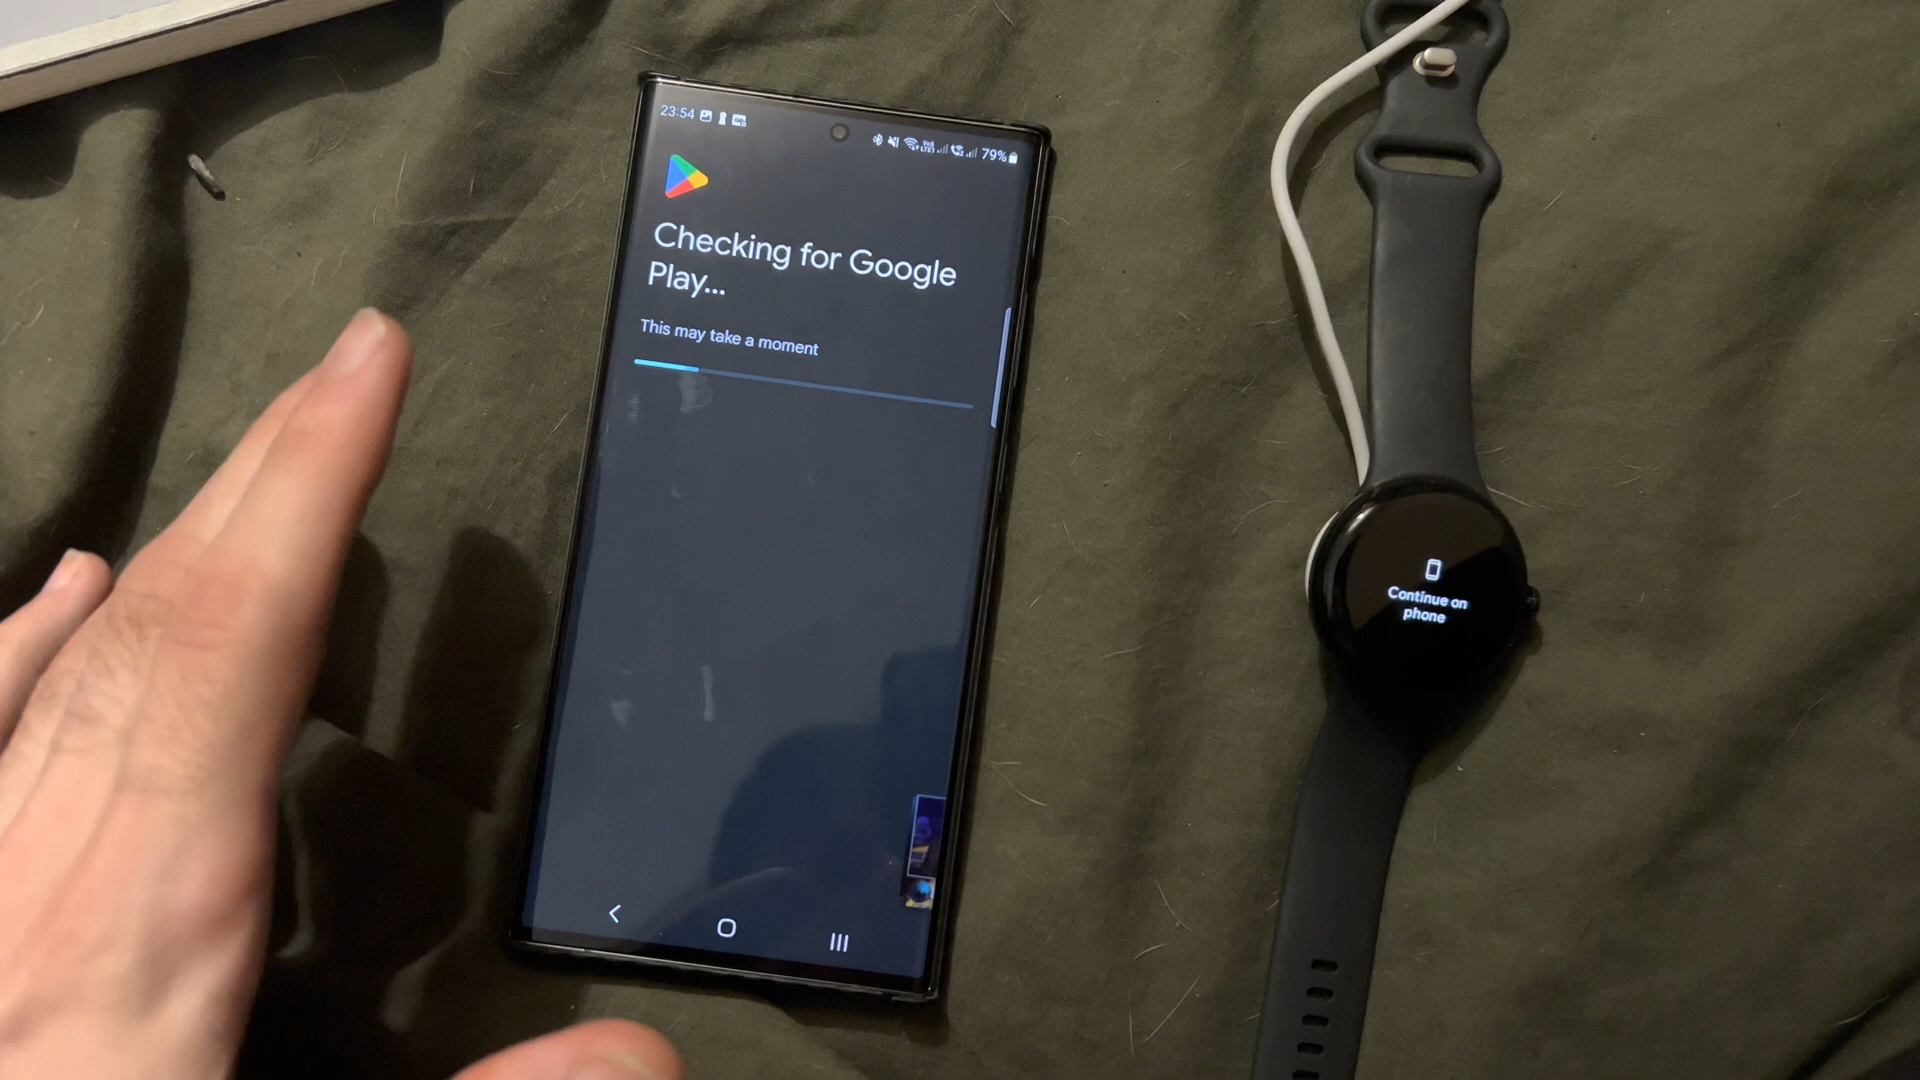 23:54
79%
Checking for Google
Play...
This may take a moment
Continue on
phone